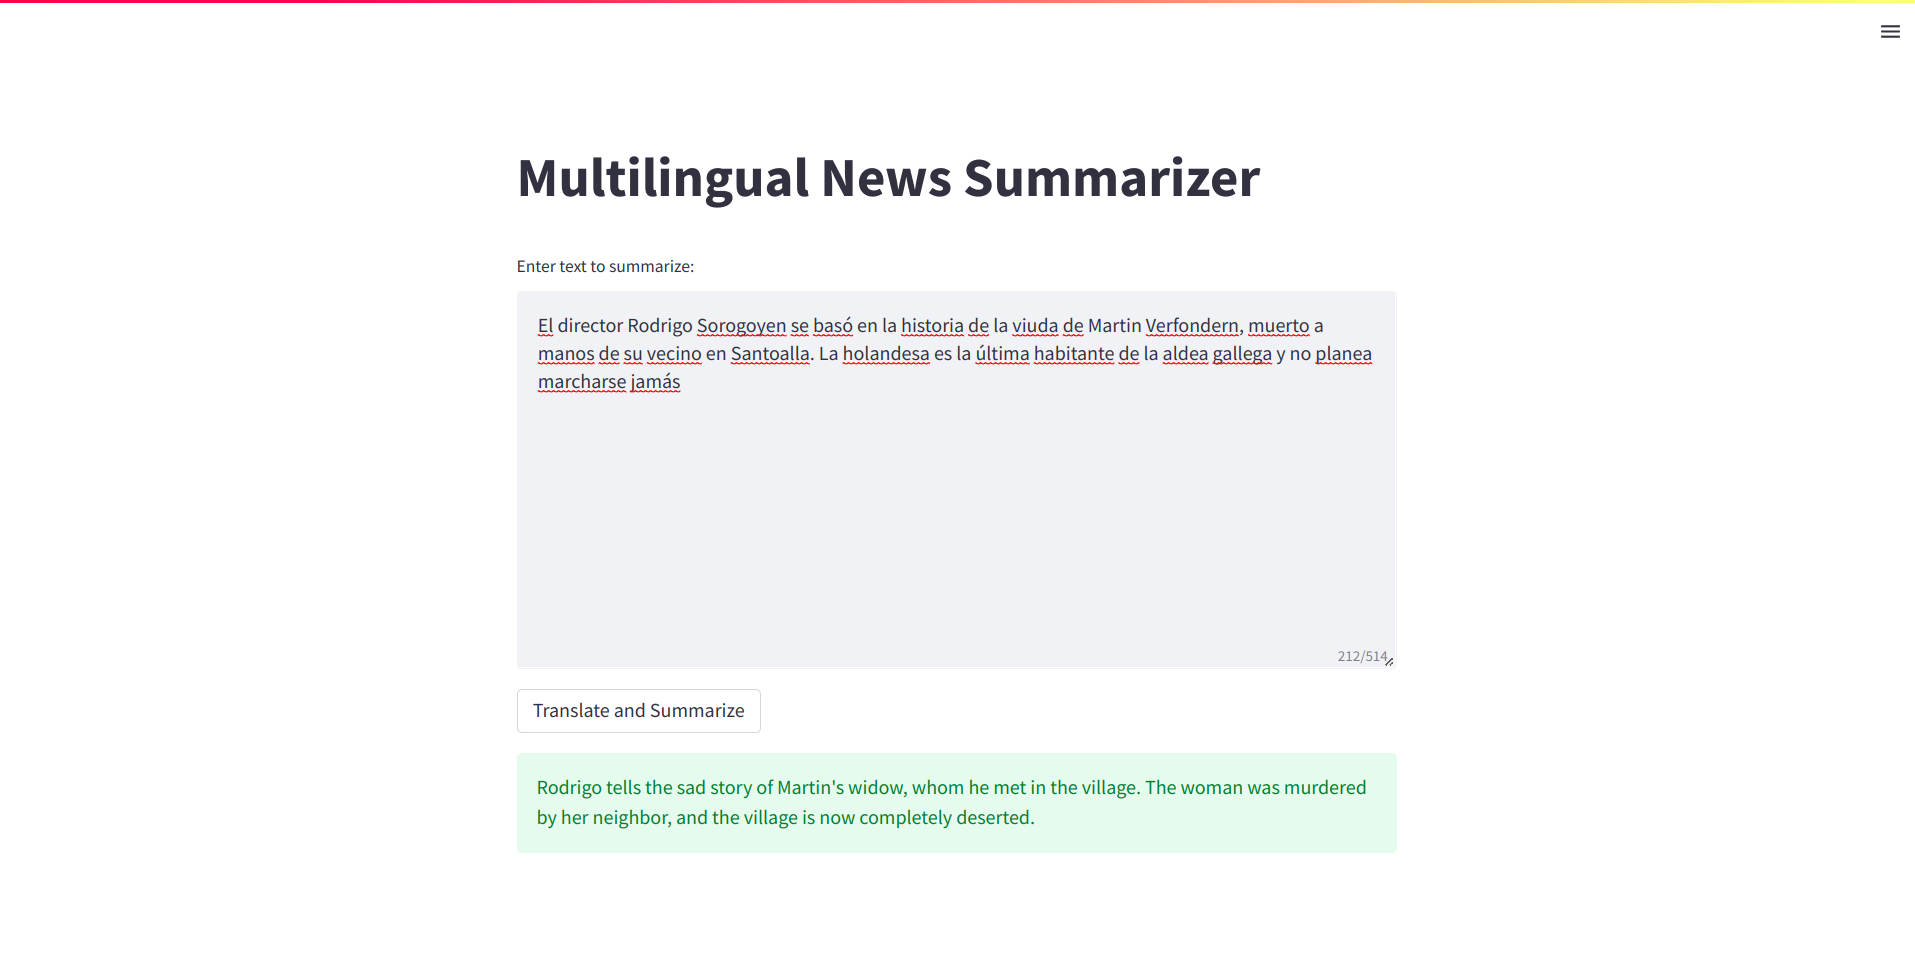 Multilingual News Summarizer
Enter text to summarize:
El director Rodrigo Sorogoyen se basó en la historia de la viuda de Martin Verfondern, muerto a
manos de su vecino en Santoalla. La holandesa es la última habitante de la aldea gallega y no planea
marcharse jamás
212/514
Translate and Summarize
Rodrigo tells the sad story of Martin's widow, whom he met in the village. The woman was murdered
by her neighbor, and the village is now completely deserted.